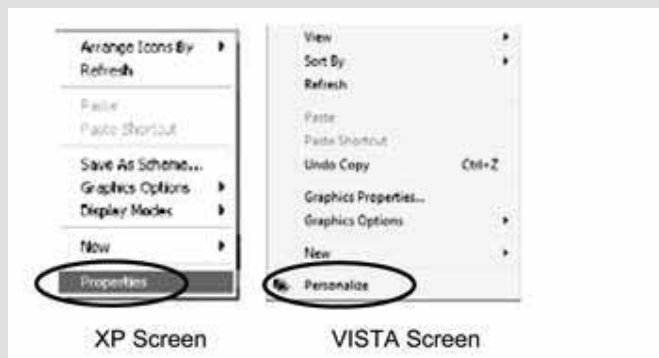 Arrange Icons By
Refresh
Paste
Paste Shortcut
Save As Scheme...
Graphics Options
Display Modes
New
Properties
XP Screen
View
Sort By
Refresh
Paste
Paste Shortcut
Undo Copy Ctrl+Z
Graphics Properties...
Graphics Options
New
Personalize
VISTA Screen